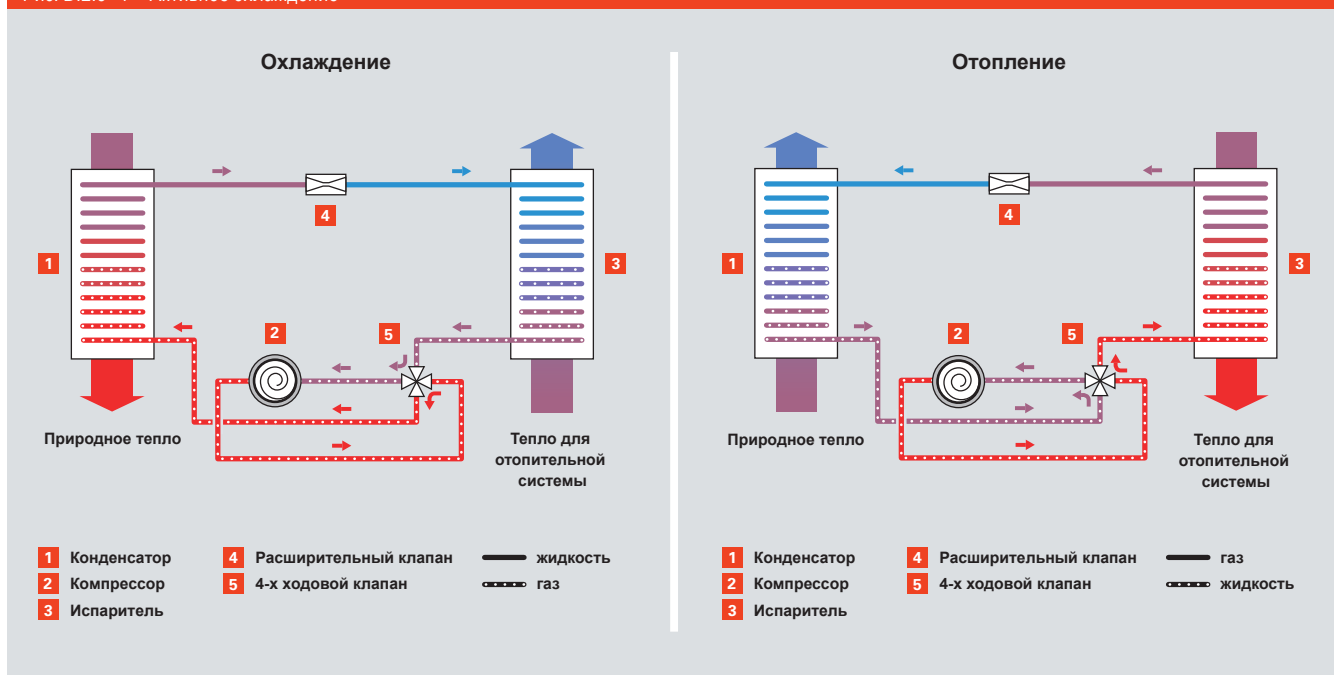 Охлаждение
1
2
3
4
5
Природное тепло
Тепло для
отопительной
системы
1 Конденсатор
2 Компрессор
3 Испаритель
4 Расширительный клапан
5 4-х ходовой клапан
жидкость
газ
Отопление
1
2
3
4
5
Природное тепло
Тепло для
отопительной
системы
1 Конденсатор
2 Компрессор
3 Испаритель
4 Расширительный клапан
5 4-х ходовой клапан
газ
жидкость